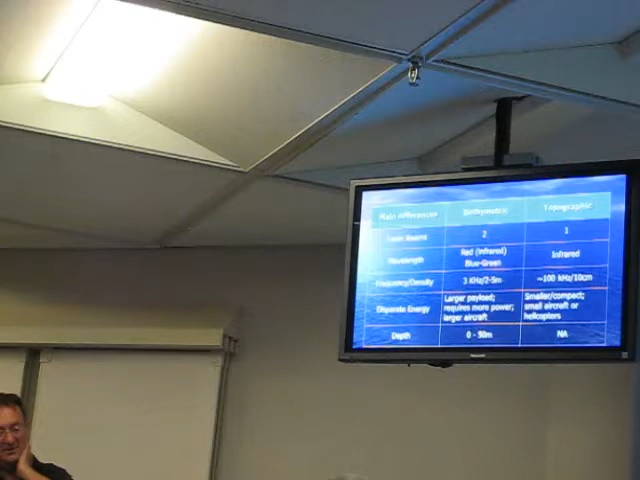 Main differences Bathymetric Topographic
Laser Beams 2 1
Wavelength Red (Infrared) Infrared
Blue-Green
Frequency/Density 3 KHz/2-5m ~100 kHz/10cm
Disparate Energy Larger payload; Smaller/compact;
requires more power; small aircraft or
larger aircraft helicopters
Depth 0 - 50m NA